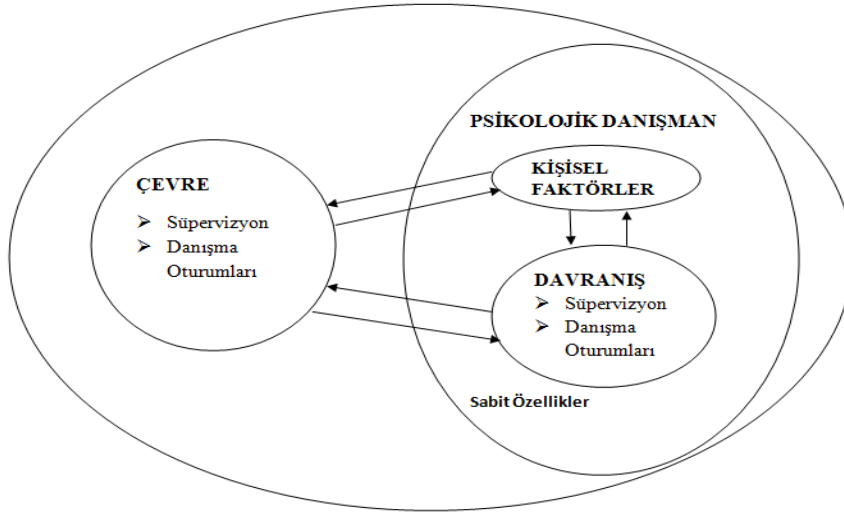 PSİKOLOJİK DANIŞMAN
KİŞİSEL
FAKTÖRLER
ÇEVRE
➢ Süpervizyon
➢ Danışma
Oturumları
DAVRANIŞ
➢ Süpervizyon
➢ Danışma
Oturumları
Sabit Özellikler